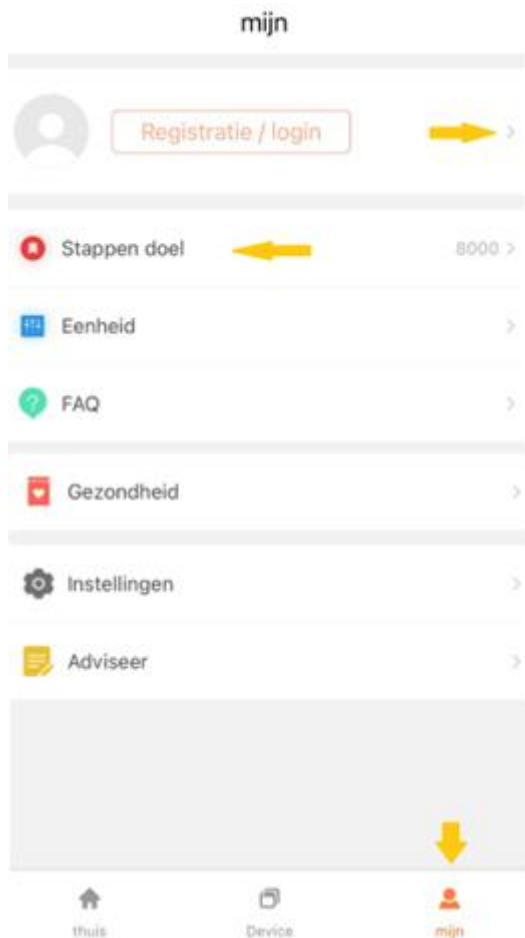 mijn
Registratie / login
Stappen doel 8000
Eenheid
FAQ
Gezondheid
Instellingen
Adviseer
thuis Device mijn